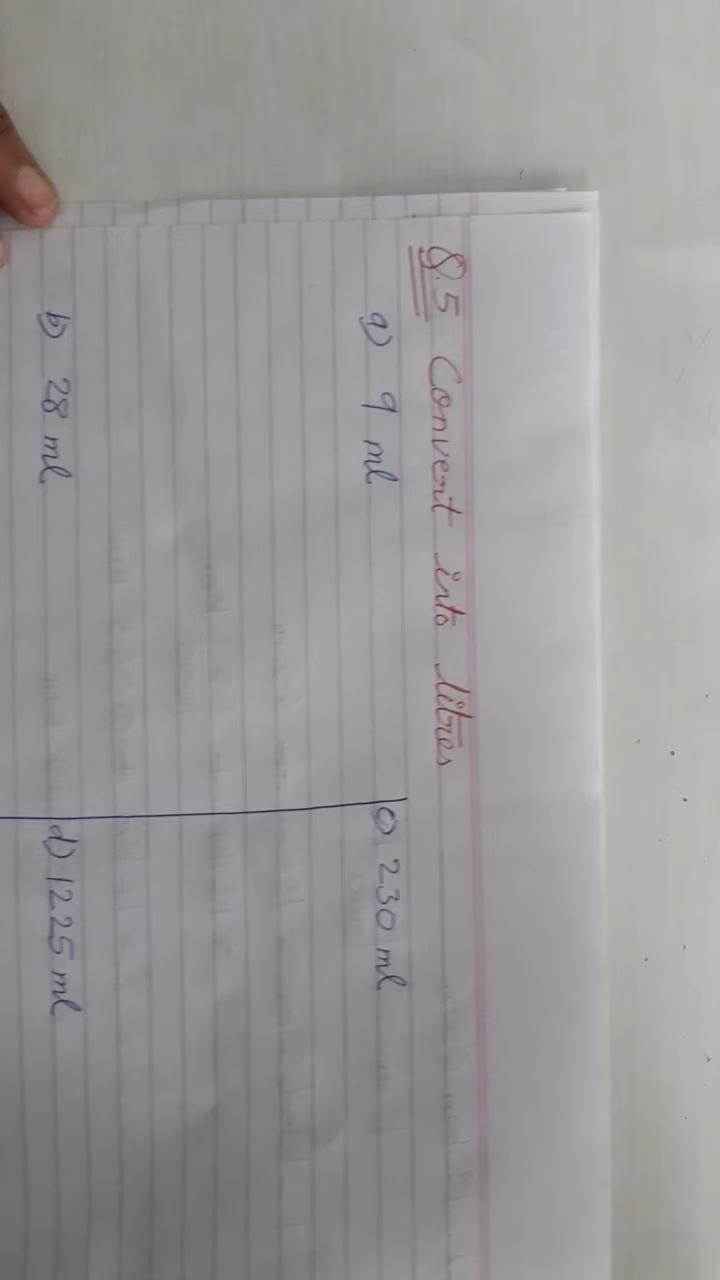 Q.5 Convert into litres
a) 9 ml
b) 28 ml
c) 230 ml
d) 1225 ml